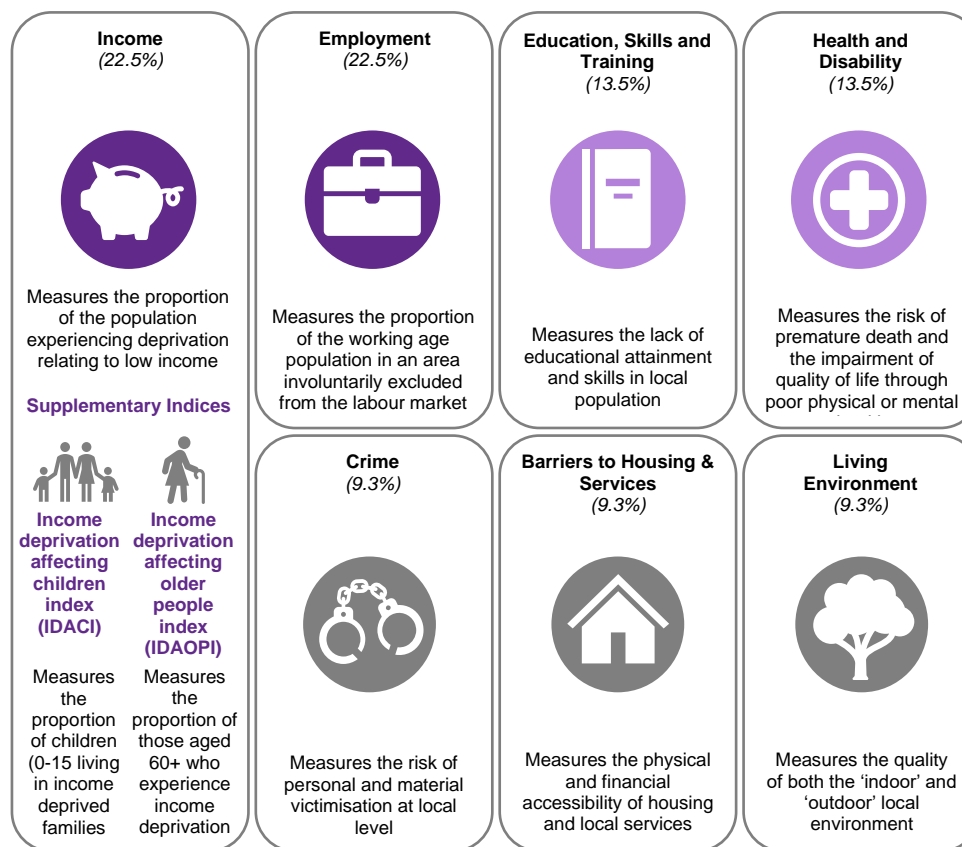 Income
(22.5%)
Measures the proportion
of the population
experiencing deprivation
relating to low income
Supplementary Indices
Income
deprivation
affecting
children
index
(IDACI)
Measures
the
proportion
of children
(0-15 living
in income
deprived
families
Income
deprivation
affecting
older
people
index
(IDAOPI)
Measures
the
proportion of
those aged
60+ who
experience
income
deprivation
Employment
(22.5%)
Measures the proportion
of the working age
population in an area
involuntarily excluded
from the labour market
Education, Skills and
Training
(13.5%)
Measures the lack of
educational attainment
and skills in local
population
Health and
Disability
(13.5%)
Measures the risk of
premature death and
the impairment of
quality of life through
poor physical or mental
Crime
(9.3%)
Measures the risk of
personal and material
victimisation at local
level
Barriers to Housing &
Services
(9.3%)
Measures the physical
and financial
accessibility of housing
and local services
Living
Environment
(9.3%)
Measures the quality
of both the ‘indoor’ and
‘outdoor’ local
environment